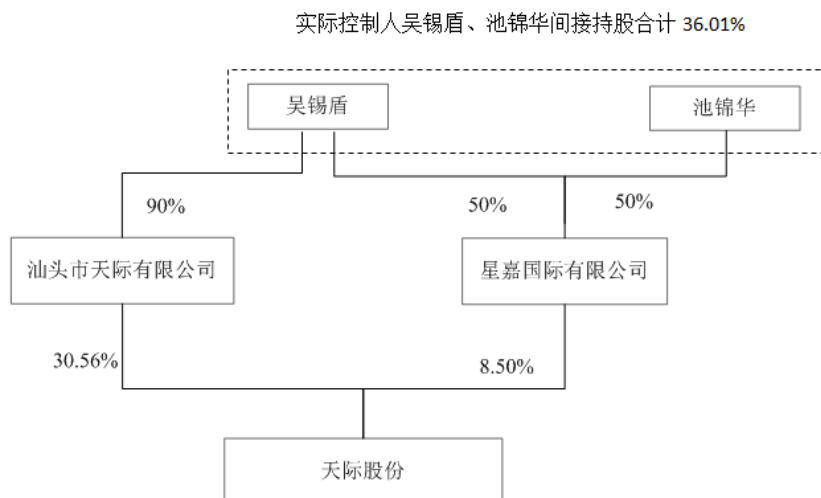 实际控制人吴锡盾、池锦华间接持股合计 36.01%
吴锡盾
池锦华
90%
50%
50%
汕头市天际有限公司
星嘉国际有限公司
30.56%
8.50%
天际股份